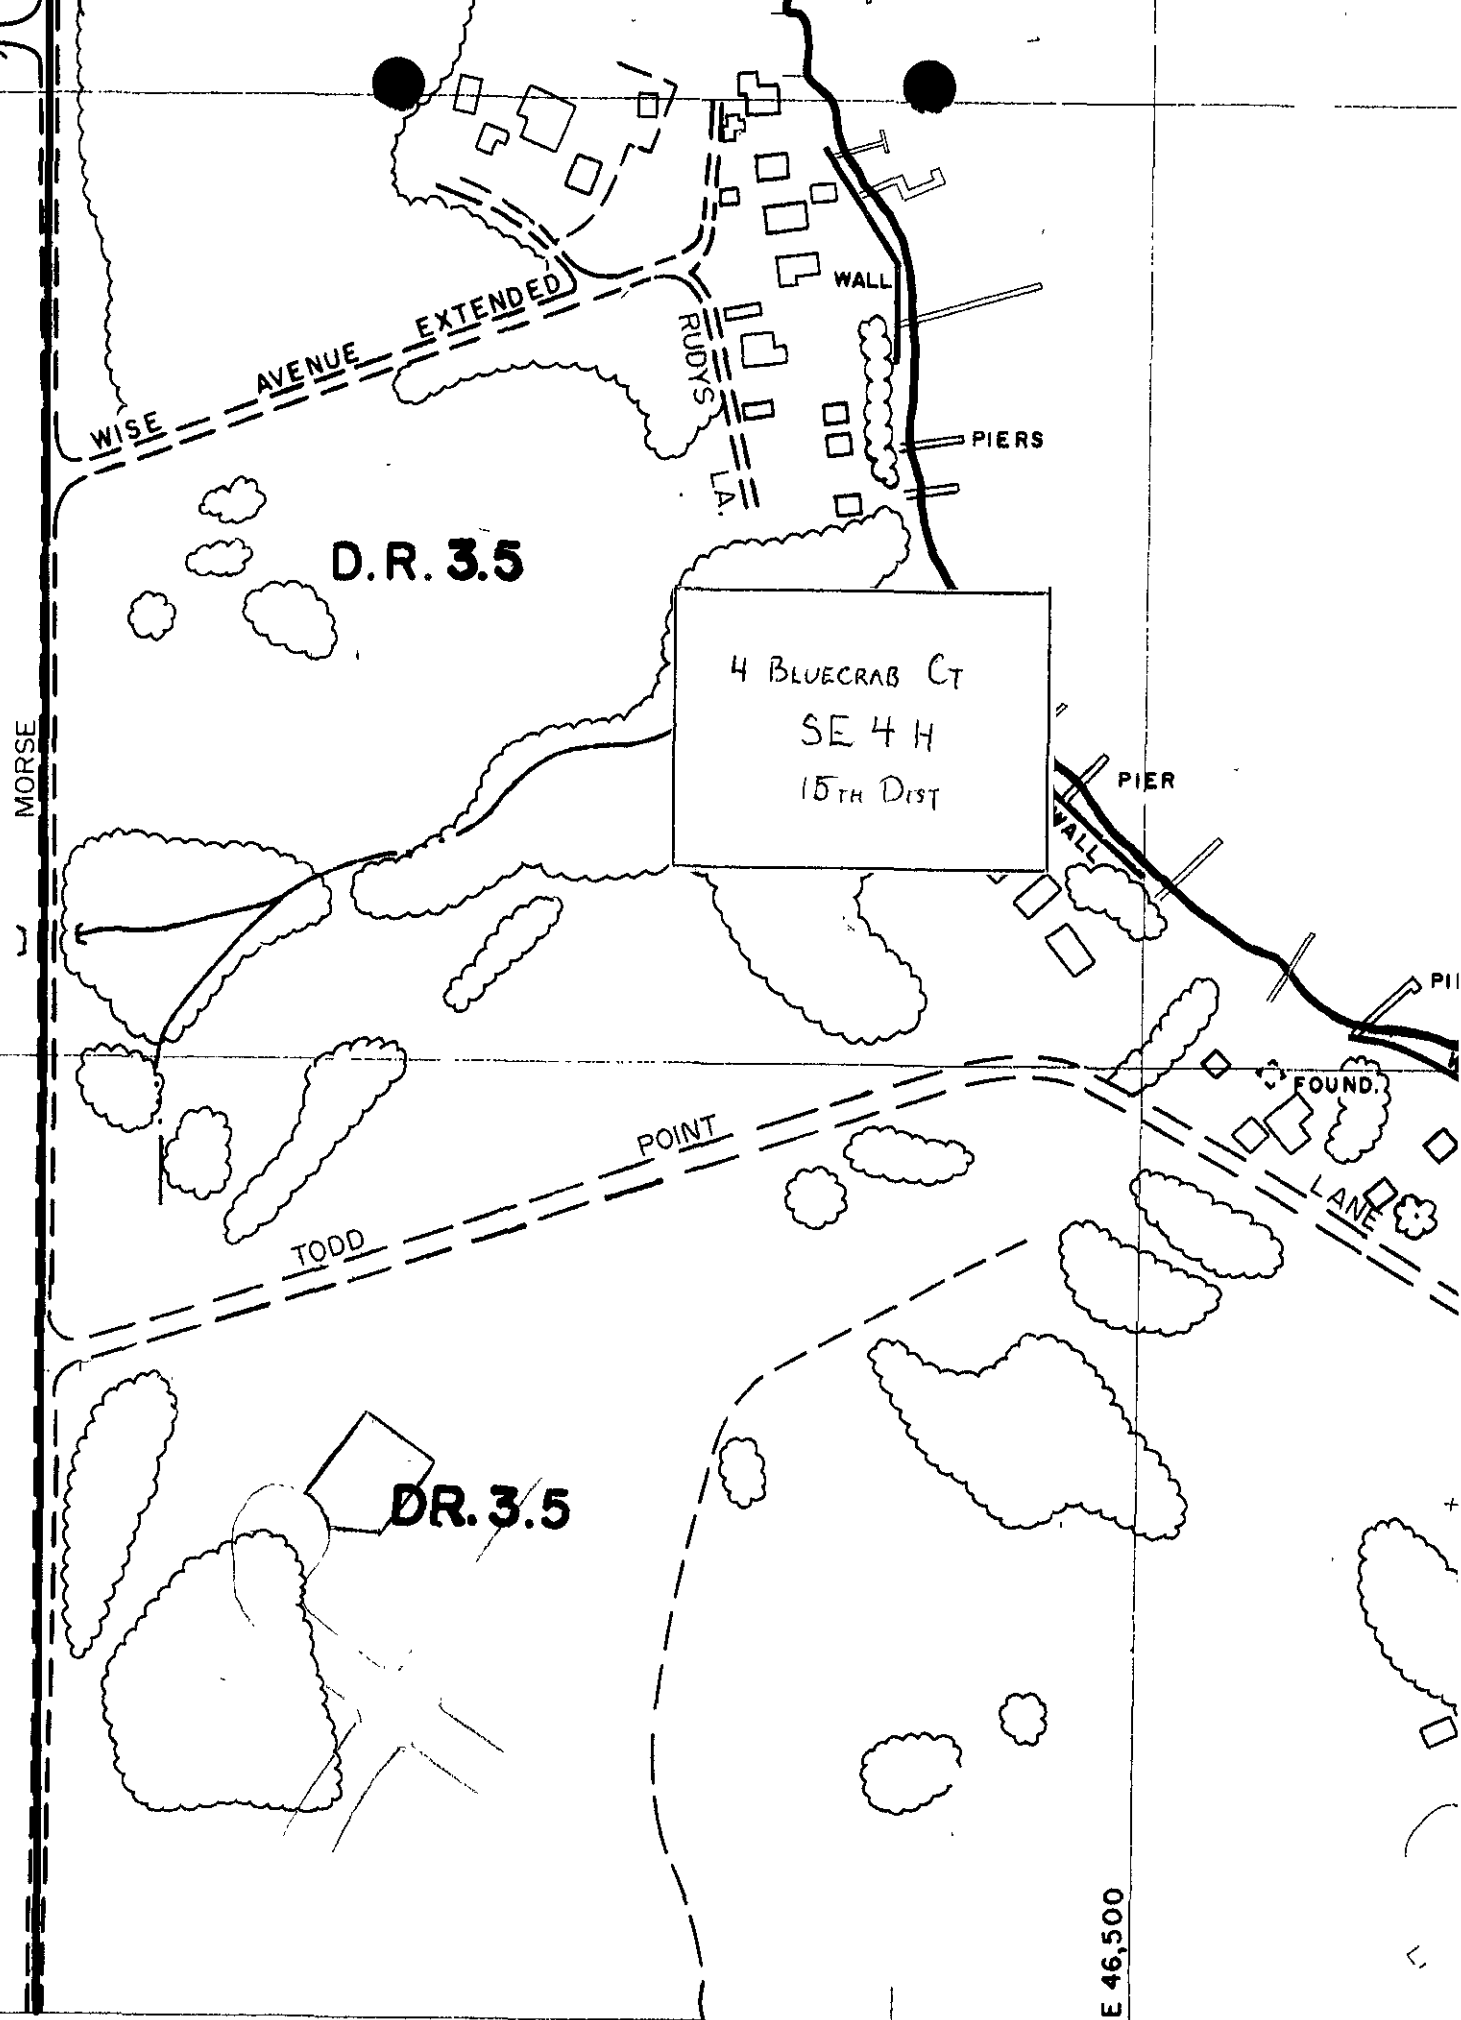 WISE AVENUE EXTENDED
WALL
RUDYS LA.
PIERS
D.R. 3.5
4 BLUECRAB CT
SE 4 H
15TH DIST
MORSE
PIER
WALL
FOUND.
TODD POINT LANE
DR. 3.5
E 46,500